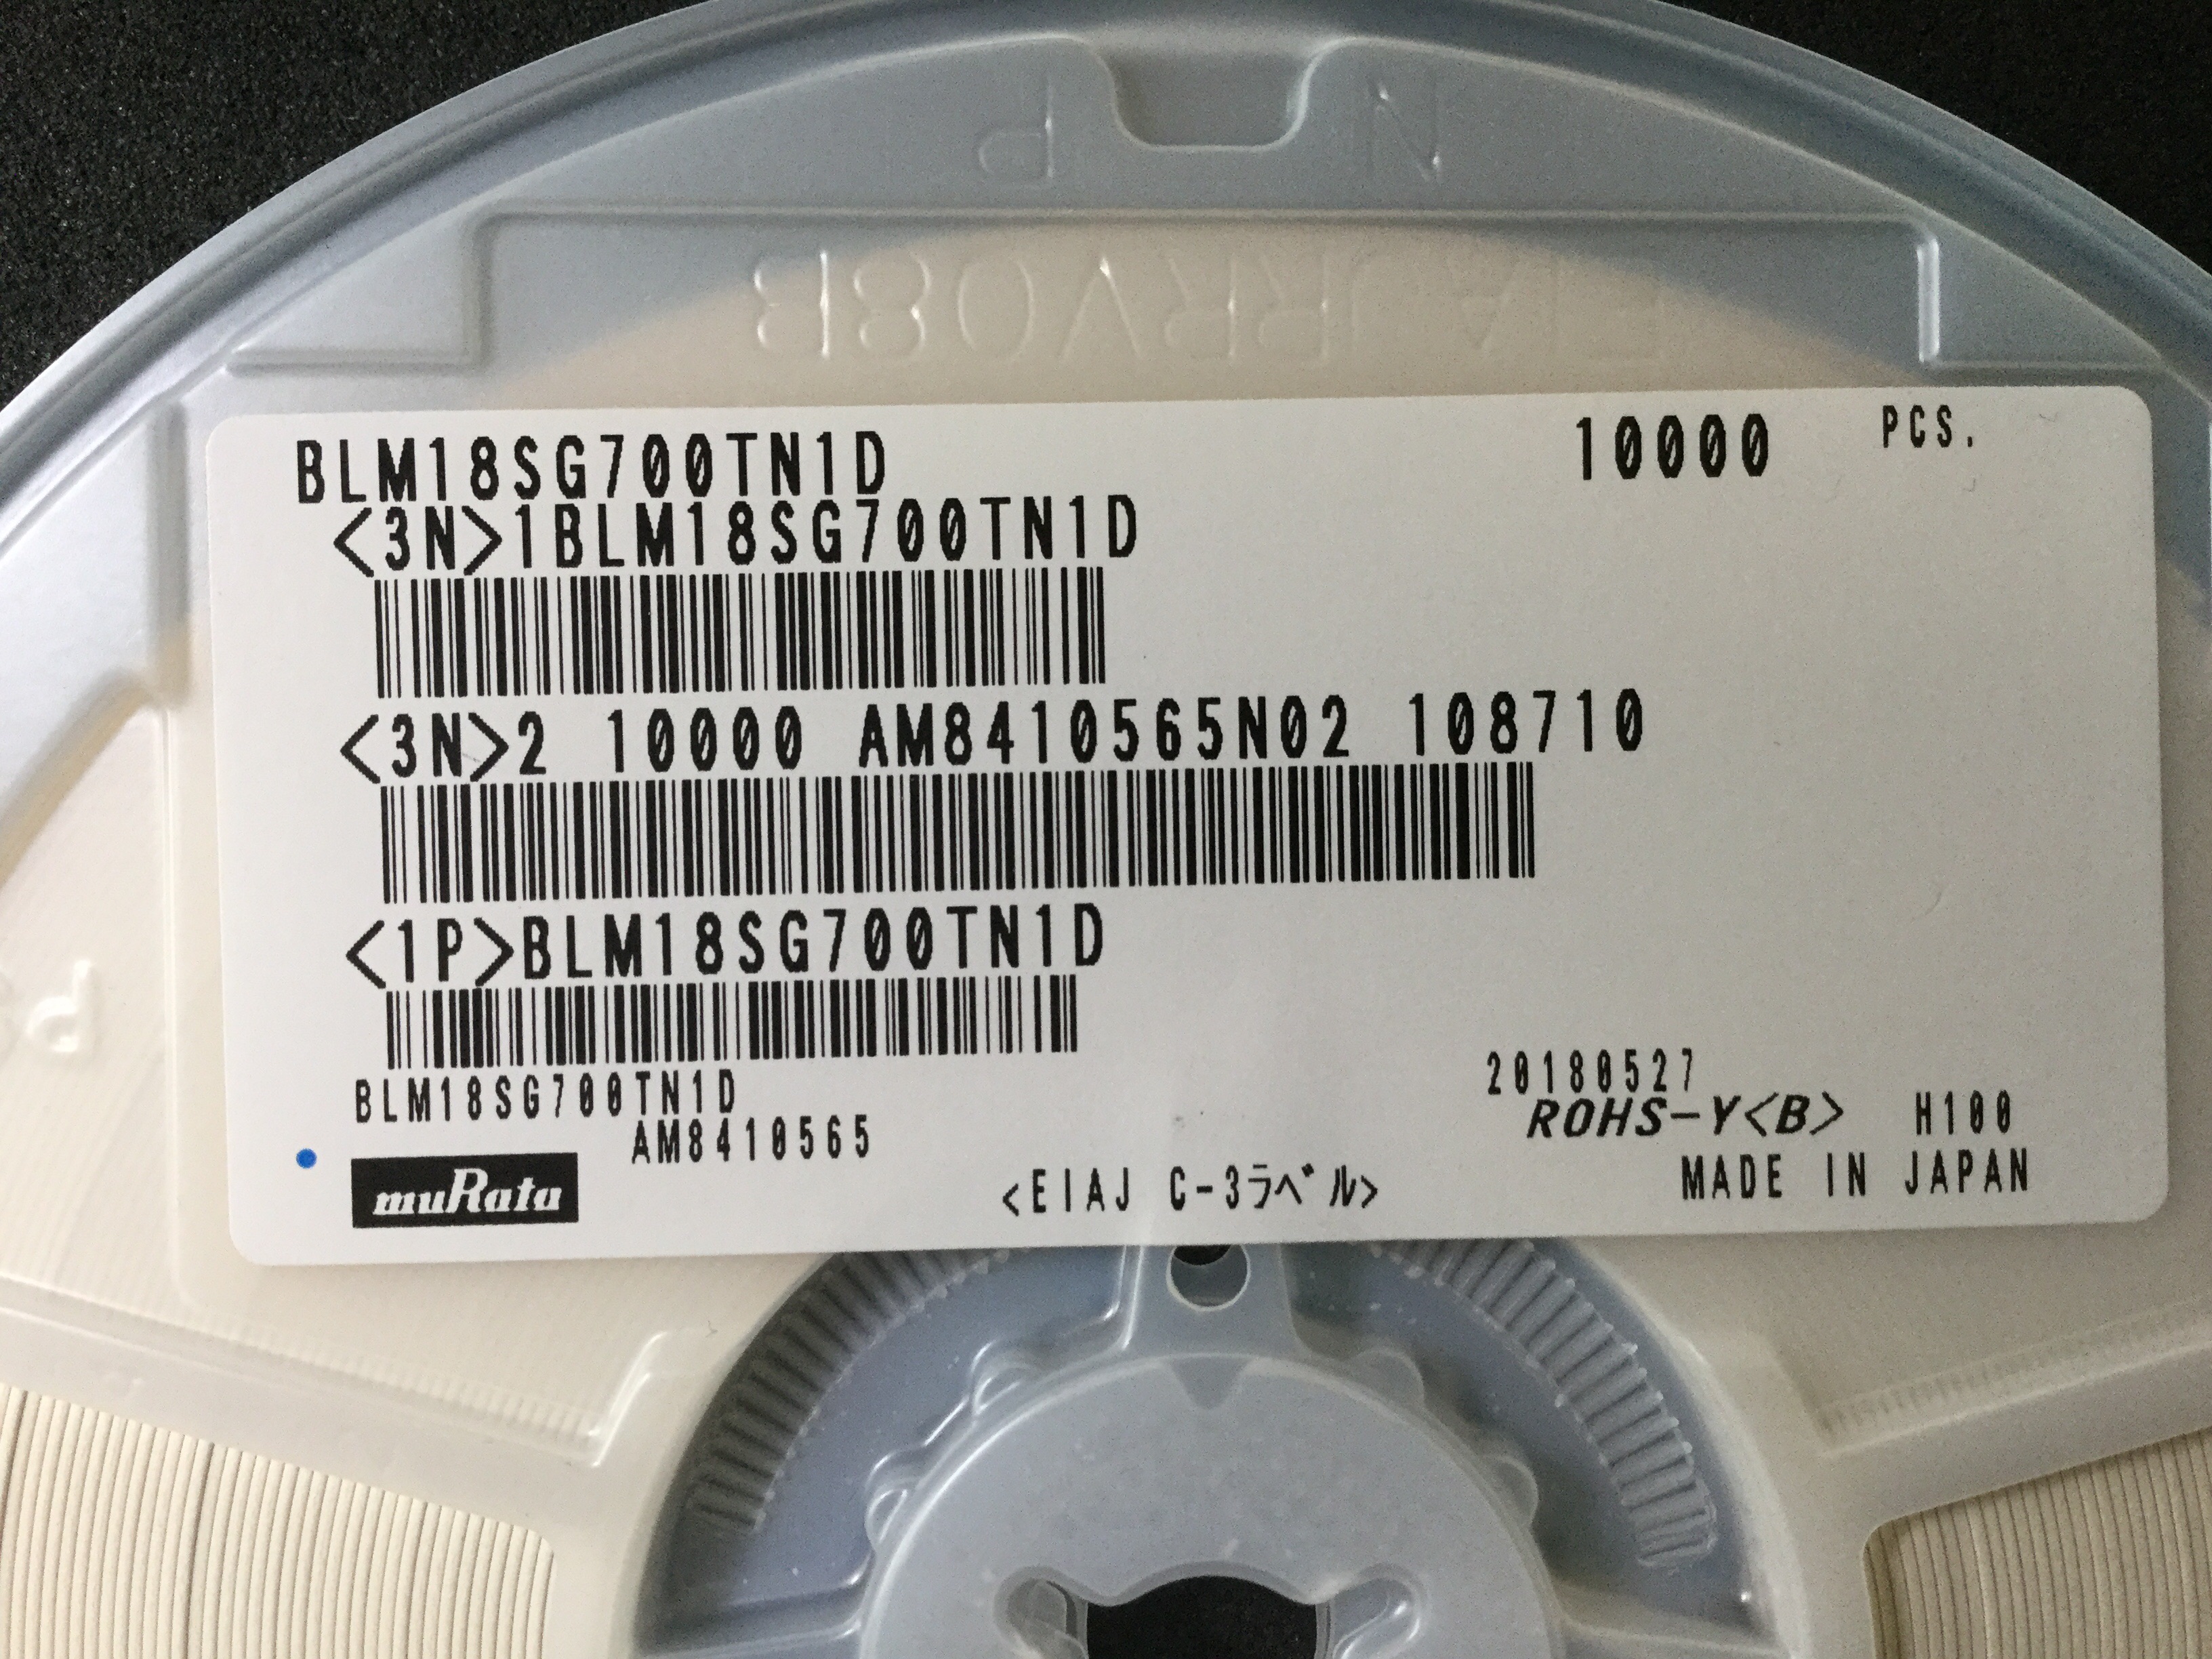 N P
EIAJRRV08B
BLM18SG700TN1D 10000 PCS.
<3N>1BLM18SG700TN1D
<3N>2 10000 AM8410565N02 108710
<1P>BLM18SG700TN1D
BLM18SG700TN1D 20180527
AM8410565 ROHS-Y<B> H100
muRata <EIAJ C-3ラベル> MADE IN JAPAN